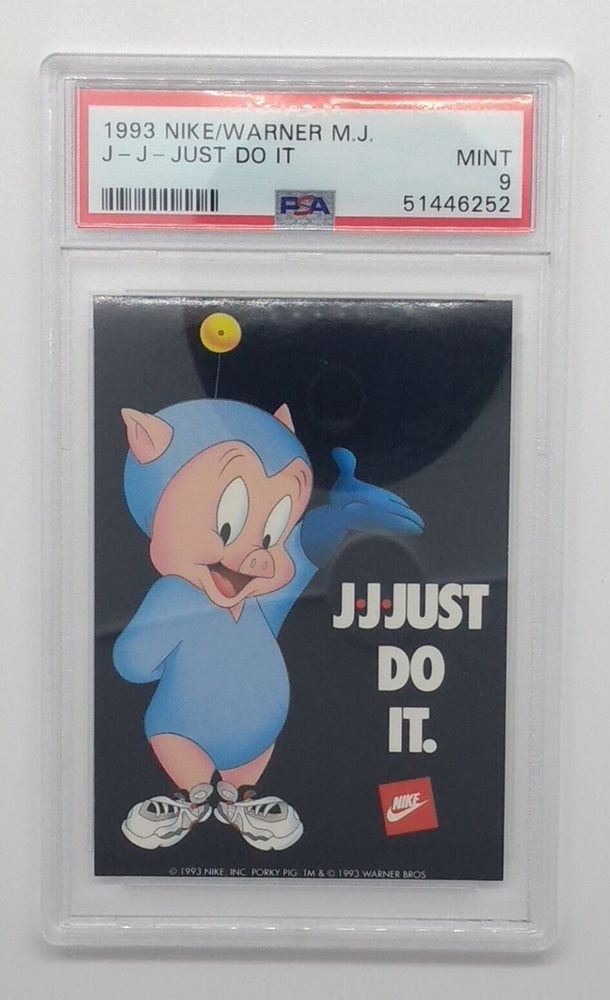 1993 NIKE/WARNER M.J.
J-J-JUST DO IT
MINT
9
PSA
51446252
J·J·JUST
DO
IT.
NIKE
© 1993 NIKE, INC. PORKY PIG TM & © 1993 WARNER BROS